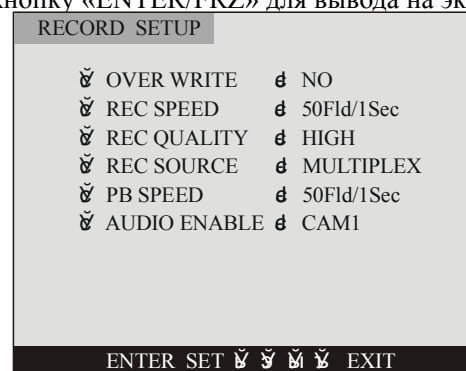 кнопку «ENTER/FRZ» для вывода на эк
RECORD SETUP
OVER WRITE NO
REC SPEED 50Fld/1Sec
REC QUALITY HIGH
REC SOURCE MULTIPLEX
PB SPEED 50Fld/1Sec
AUDIO ENABLE CAM1
ENTER SET EXIT